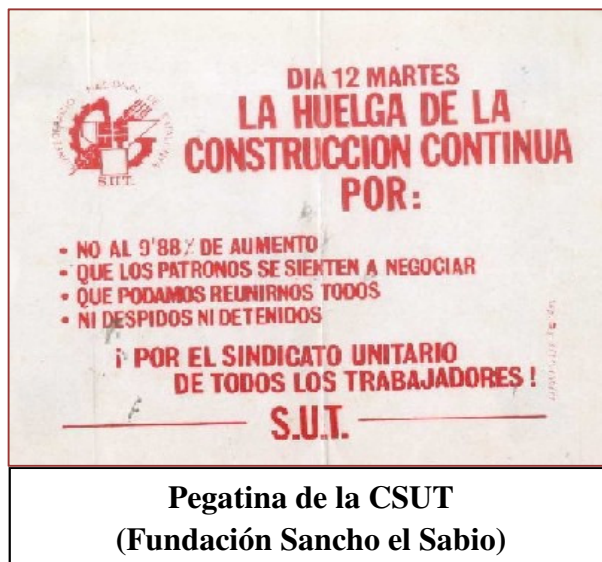 DIA 12 MARTES
LA HUELGA DE LA
CONSTRUCCION CONTINUA
POR:
S.U.T.
- NO AL 9'88% DE AUMENTO
- QUE LOS PATRONOS SE SIENTEN A NEGOCIAR
- QUE PODAMOS REUNIRNOS TODOS
- NI DESPIDOS NI DETENIDOS
¡ POR EL SINDICATO UNITARIO
DE TODOS LOS TRABAJADORES !
S.U.T.
Pegatina de la CSUT
(Fundación Sancho el Sabio)